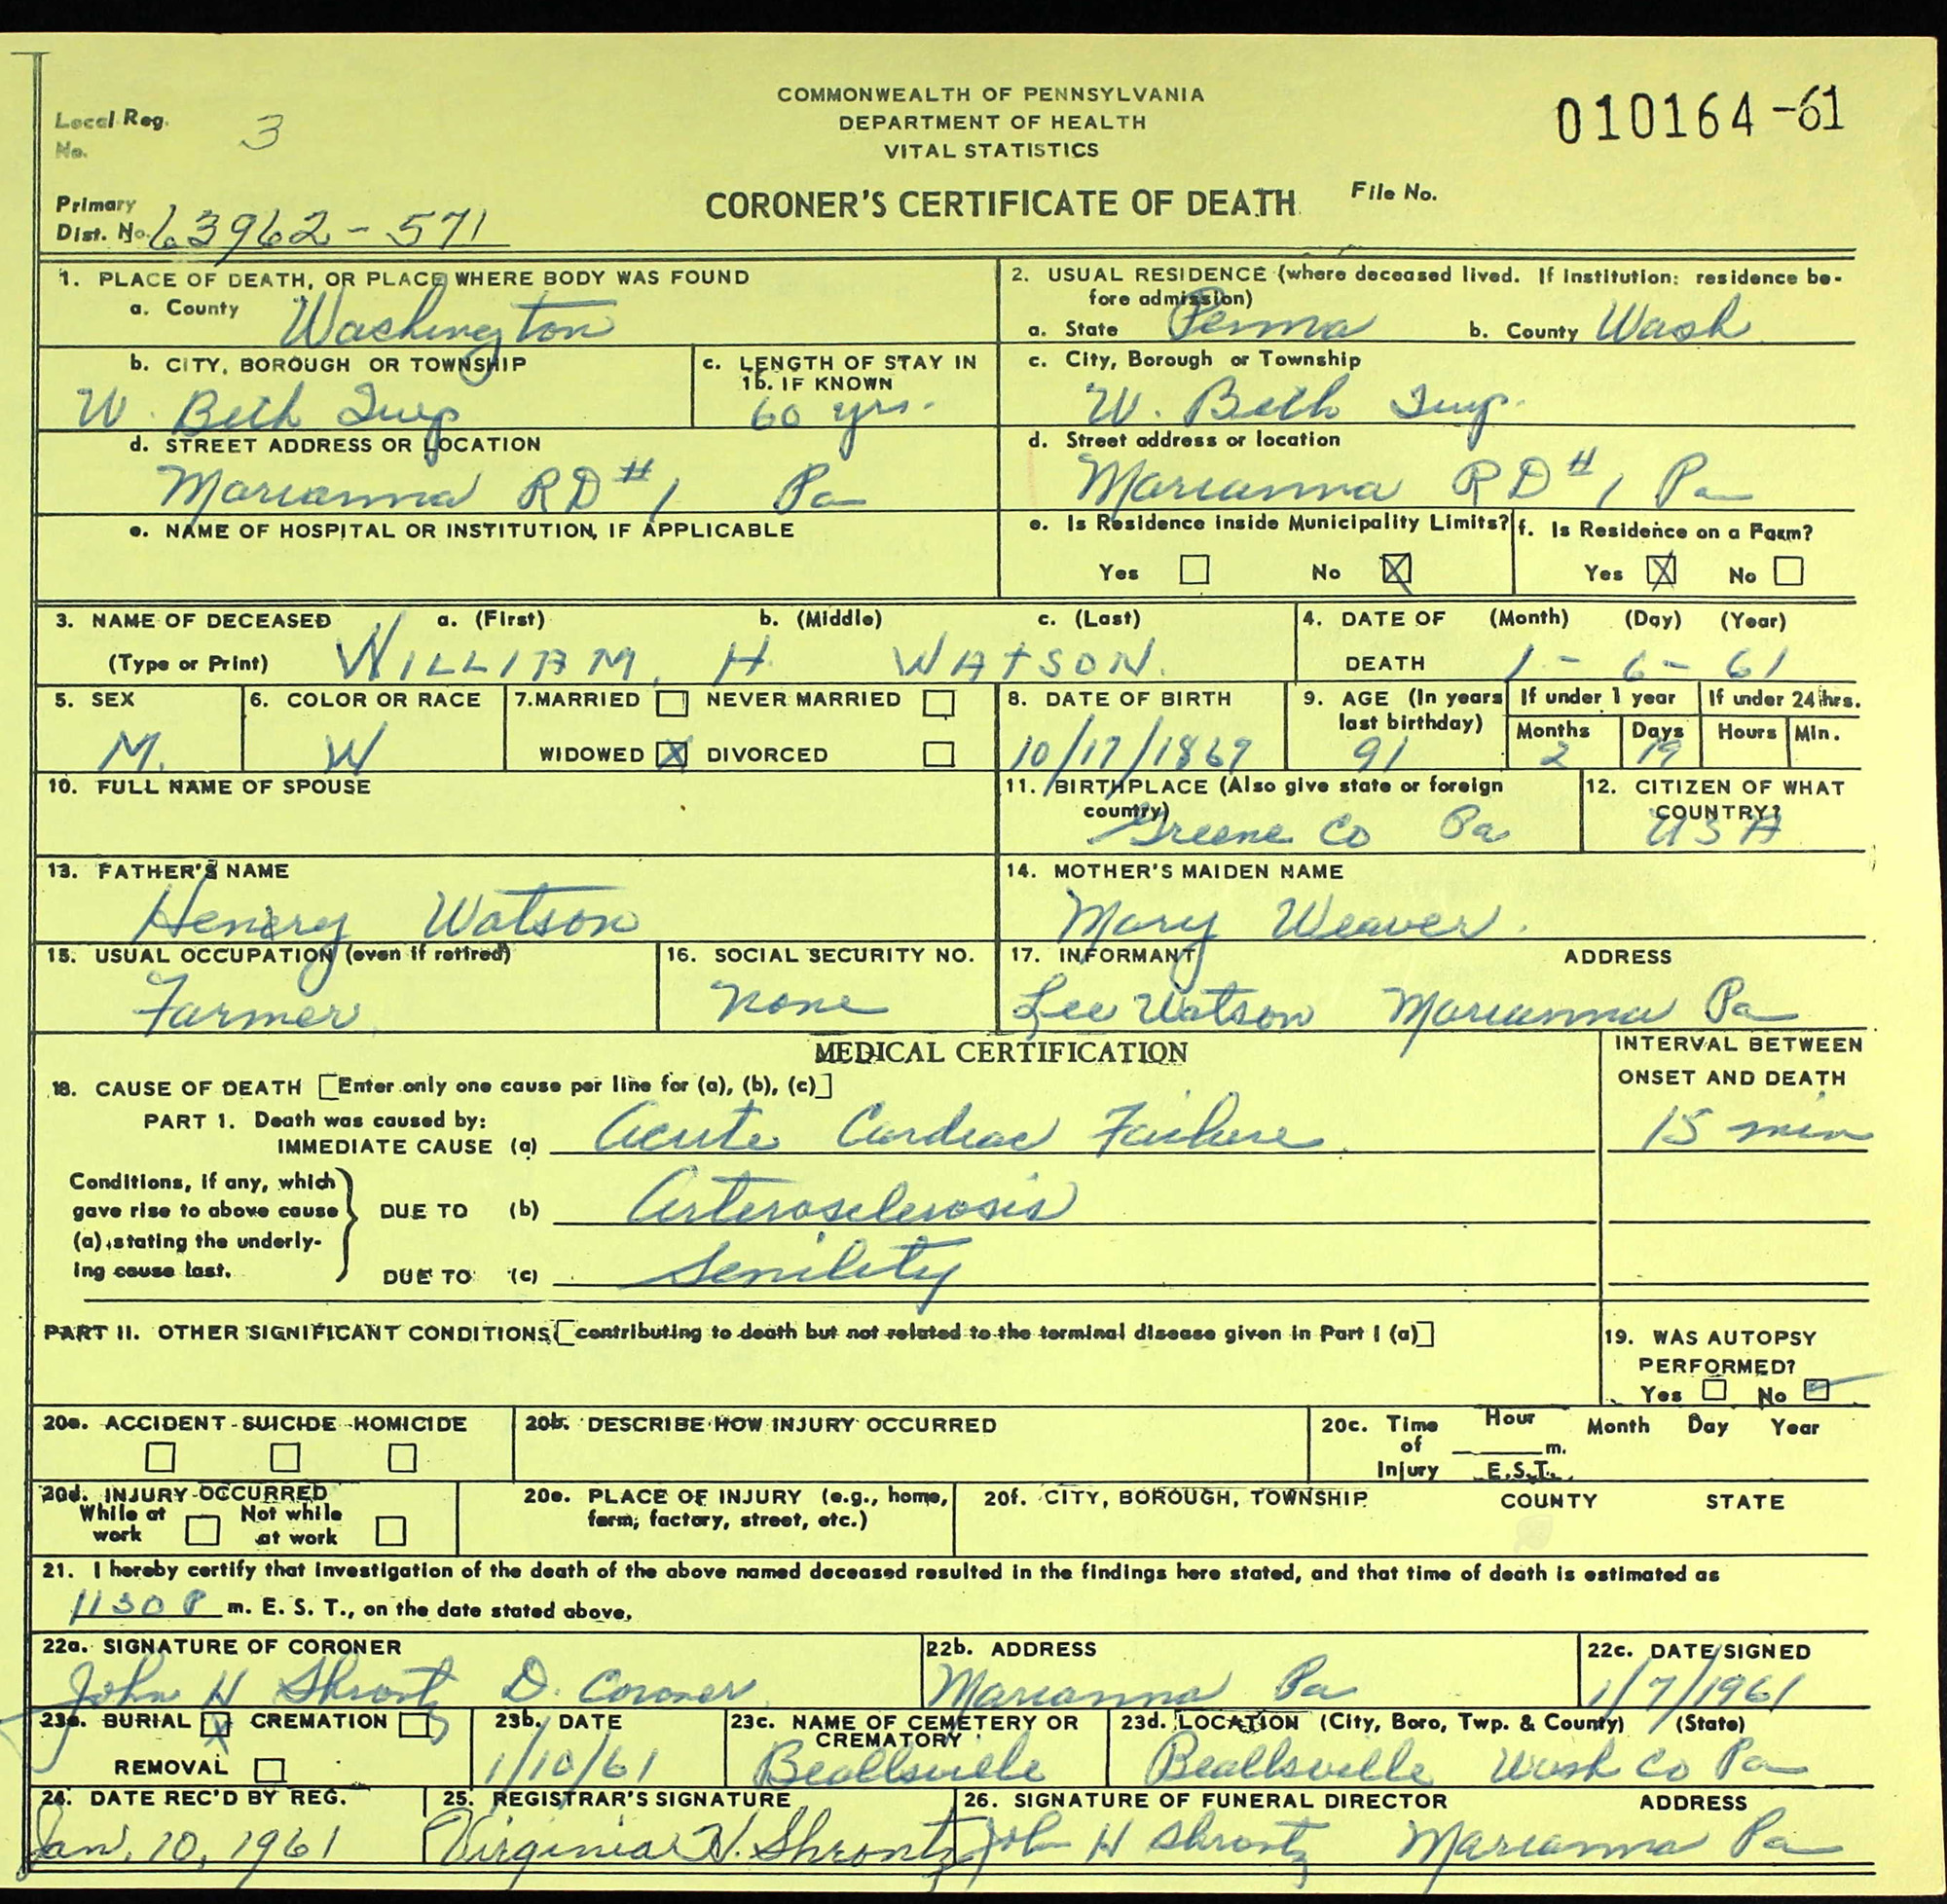 COMMONWEALTH OF PENNSYLVANIA
DEPARTMENT OF HEALTH
VITAL STATISTICS
010164-61
Local Reg. No. 3
CORONER'S CERTIFICATE OF DEATH File No.
Primary Dist. No. 63962-571
1. PLACE OF DEATH, OR PLACE WHERE BODY WAS FOUND
a. County Washington
2. USUAL RESIDENCE (where deceased lived. If institution: residence be-
fore admission)
a. State Penna b. County Wash
b. CITY, BOROUGH OR TOWNSHIP
W. Beth Twp
c. LENGTH OF STAY IN
1b. IF KNOWN
60 yrs.
c. City, Borough or Township
W. Beth Twp.
d. STREET ADDRESS OR LOCATION
Marianna RD #1 Pa
d. Street address or location
Marianna RD #1 Pa
e. NAME OF HOSPITAL OR INSTITUTION, IF APPLICABLE
e. Is Residence inside Municipality Limits?
Yes No X
f. Is Residence on a Farm?
Yes X No
3. NAME OF DECEASED a. (First) b. (Middle) c. (Last)
(Type or Print) WILLIAM H. WATSON.
4. DATE OF (Month) (Day) (Year)
DEATH 1-6-61
5. SEX
M.
6. COLOR OR RACE
W
7. MARRIED NEVER MARRIED
WIDOWED X DIVORCED
8. DATE OF BIRTH
10/17/1869
9. AGE (In years
last birthday)
91
If under 1 year
Months Days
2 19
If under 24 hrs.
Hours Min.
10. FULL NAME OF SPOUSE
11. BIRTHPLACE (Also give state or foreign
country)
Greene Co Pa
12. CITIZEN OF WHAT
COUNTRY?
USA
13. FATHER'S NAME
Henery Watson
14. MOTHER'S MAIDEN NAME
Mary Weaver.
15. USUAL OCCUPATION (even if retired)
Farmer
16. SOCIAL SECURITY NO.
none
17. INFORMANT ADDRESS
Lee Watson Marianna Pa
MEDICAL CERTIFICATION
INTERVAL BETWEEN
ONSET AND DEATH
18. CAUSE OF DEATH [Enter only one cause per line for (a), (b), (c)]
PART 1. Death was caused by:
IMMEDIATE CAUSE (a) Acute Cardiac Failure 15 min
Conditions, if any, which
gave rise to above cause
(a), stating the underly-
ing cause last.
DUE TO (b) Arterosclerosis
DUE TO (c) Senility
PART II. OTHER SIGNIFICANT CONDITIONS [contributing to death but not related to the terminal disease given in Part I (a)]
19. WAS AUTOPSY
PERFORMED?
Yes No
20a. ACCIDENT - SUICIDE - HOMICIDE
20b. DESCRIBE HOW INJURY OCCURRED
20c. Time
of
Injury
Hour Month Day Year
m.
E.S.T.
20d. INJURY OCCURRED
While at
work
Not while
at work
20e. PLACE OF INJURY (e.g., home,
farm, factory, street, etc.)
20f. CITY, BOROUGH, TOWNSHIP COUNTY STATE
21. I hereby certify that investigation of the death of the above named deceased resulted in the findings here stated, and that time of death is estimated as
1130 P m. E. S. T., on the date stated above.
22a. SIGNATURE OF CORONER
John H Shrontz D. Coroner
22b. ADDRESS
Marianna Pa
22c. DATE SIGNED
1/7/1961
23a. BURIAL X CREMATION
REMOVAL
23b. DATE
1/10/61
23c. NAME OF CEMETERY OR
CREMATORY
Beallsville
23d. LOCATION (City, Boro, Twp. & County) (State)
Beallsville Wash Co Pa
24. DATE REC'D BY REG.
Jan. 10, 1961
25. REGISTRAR'S SIGNATURE
Virginia H. Shrontz
26. SIGNATURE OF FUNERAL DIRECTOR ADDRESS
John H Shrontz Marianna Pa